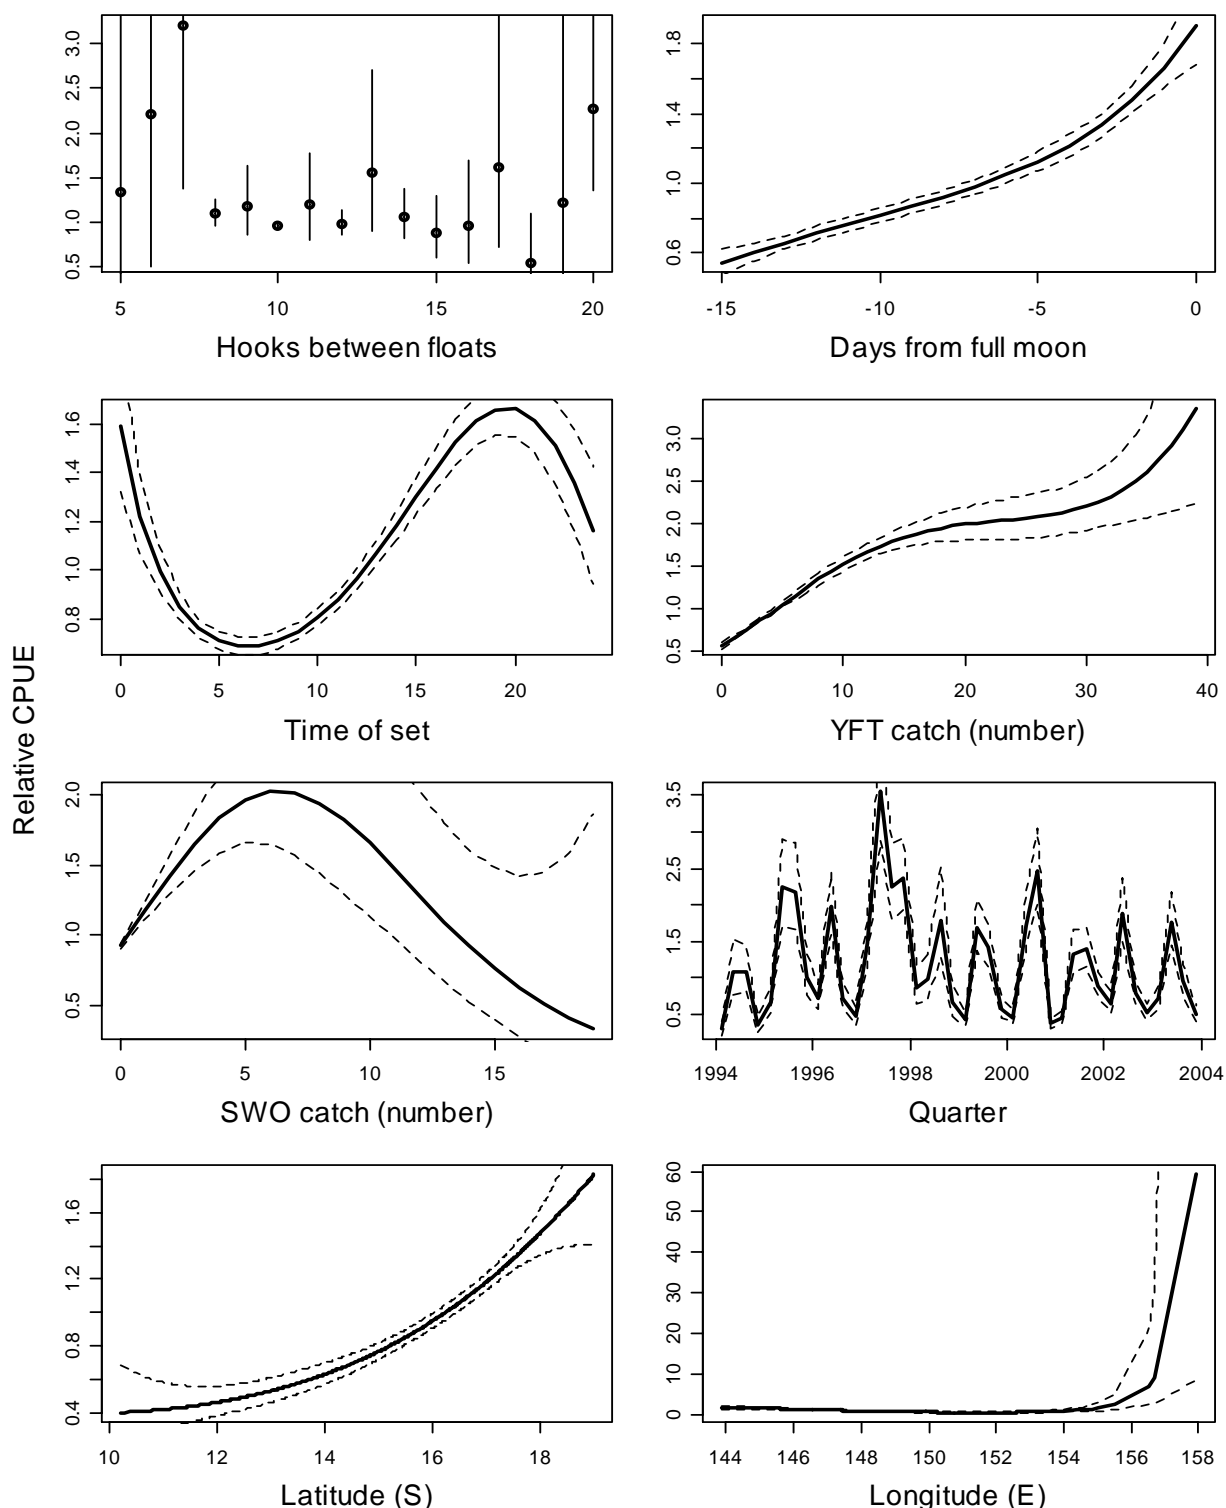 Relative CPUE
3.0
2.5
2.0
1.5
1.0
0.5
5 10 15 20
Hooks between floats
1.8
1.4
1.0
0.6
-15 -10 -5 0
Days from full moon
1.6
1.4
1.2
1.0
0.8
0 5 10 15 20
Time of set
3.0
2.5
2.0
1.5
1.0
0.5
0 10 20 30 40
YFT catch (number)
2.0
1.5
1.0
0.5
0 5 10 15
SWO catch (number)
3.5
2.5
1.5
0.5
1994 1996 1998 2000 2002 2004
Quarter
1.6
1.2
0.8
0.4
10 12 14 16 18
Latitude (S)
60
50
40
30
20
10
0
144 146 148 150 152 154 156 158
Longitude (E)